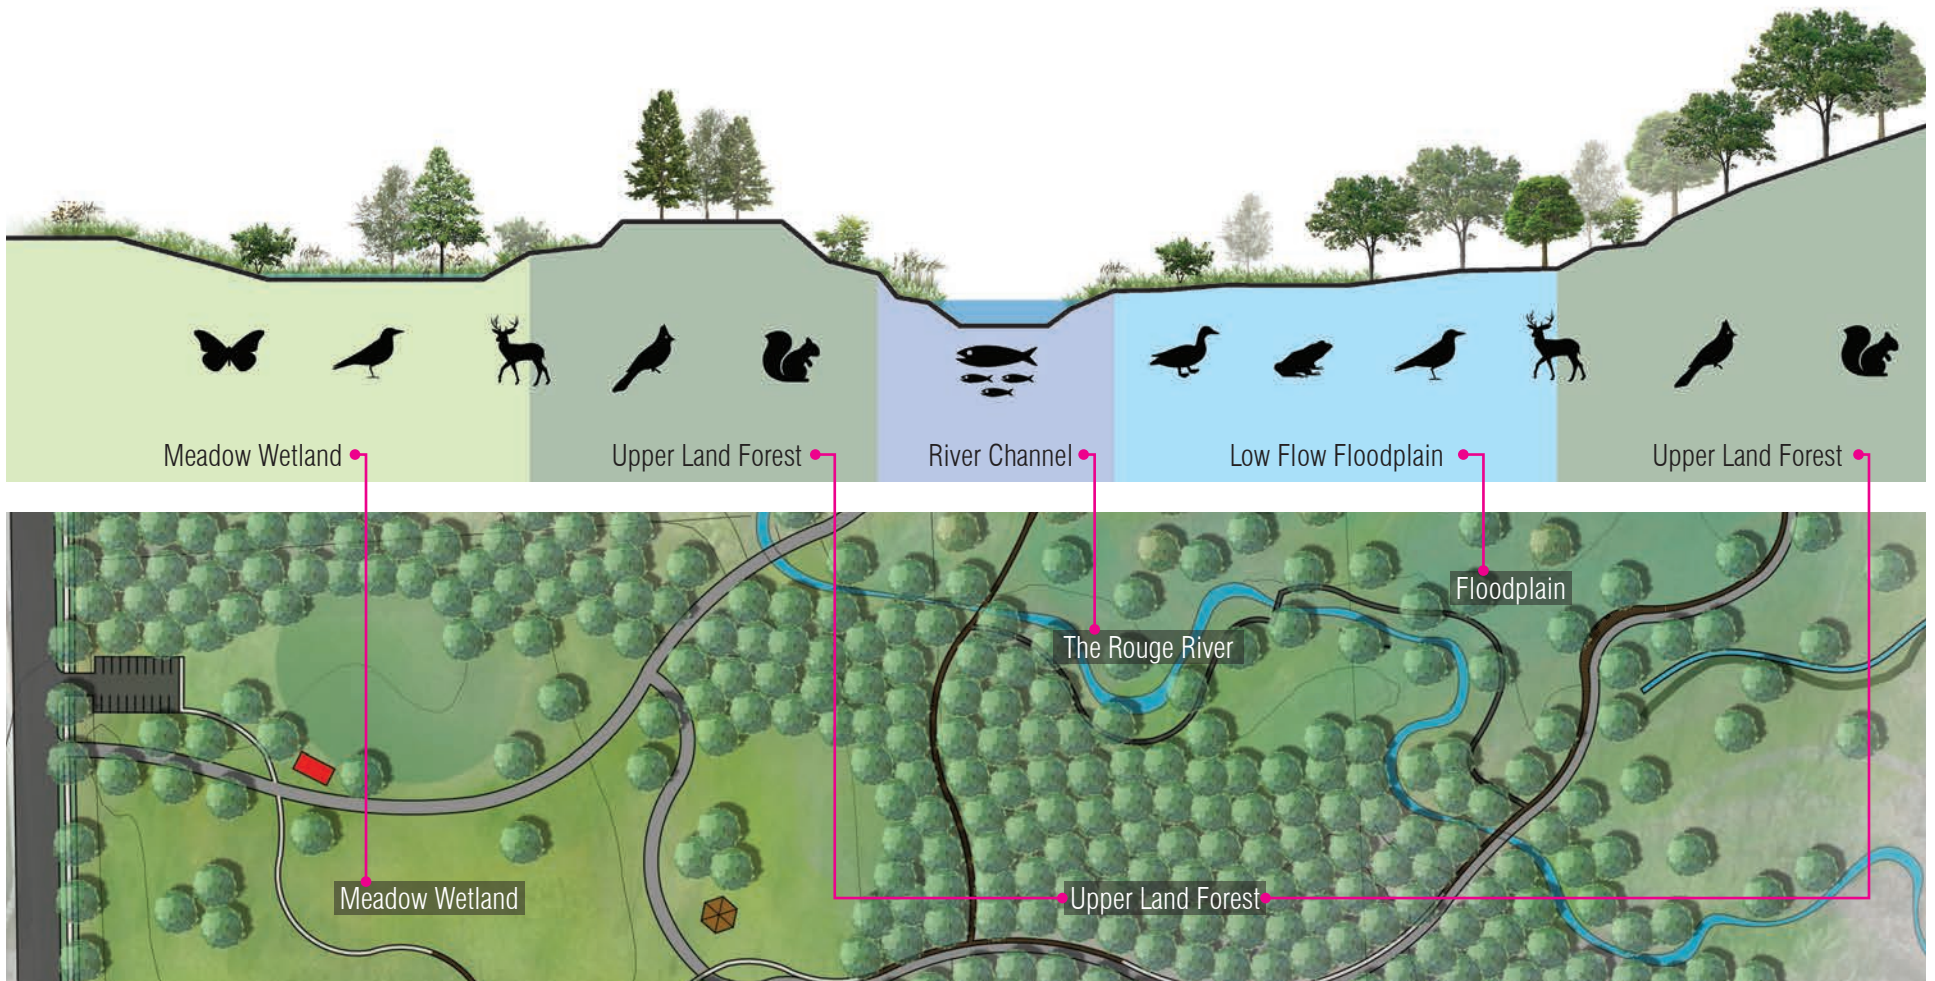 Meadow Wetland
Upper Land Forest
River Channel
Low Flow Floodplain
Upper Land Forest
Floodplain
The Rouge River
Meadow Wetland
Upper Land Forest